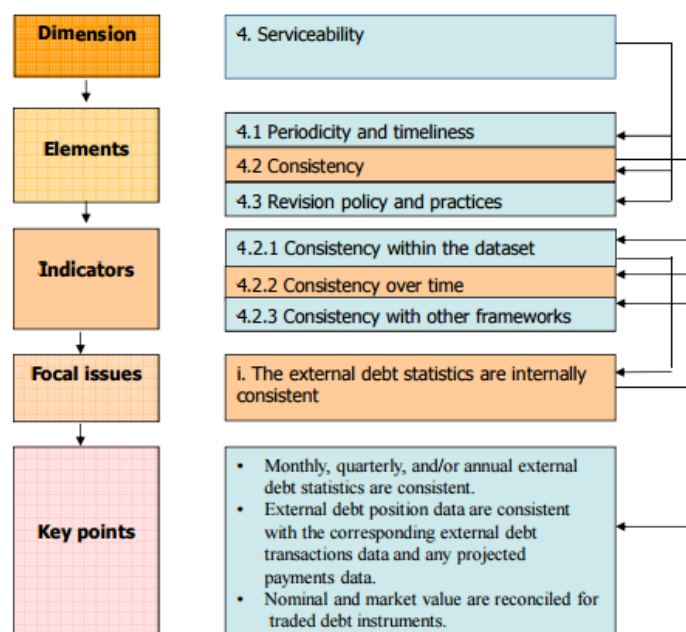 Dimension
4. Serviceability
Elements
4.1 Periodicity and timeliness
4.2 Consistency
4.3 Revision policy and practices
Indicators
4.2.1 Consistency within the dataset
4.2.2 Consistency over time
4.2.3 Consistency with other frameworks
Focal issues
i. The external debt statistics are internally
consistent
Key points
• Monthly, quarterly, and/or annual external
debt statistics are consistent.
• External debt position data are consistent
with the corresponding external debt
transactions data and any projected
payments data.
• Nominal and market value are reconciled for
traded debt instruments.